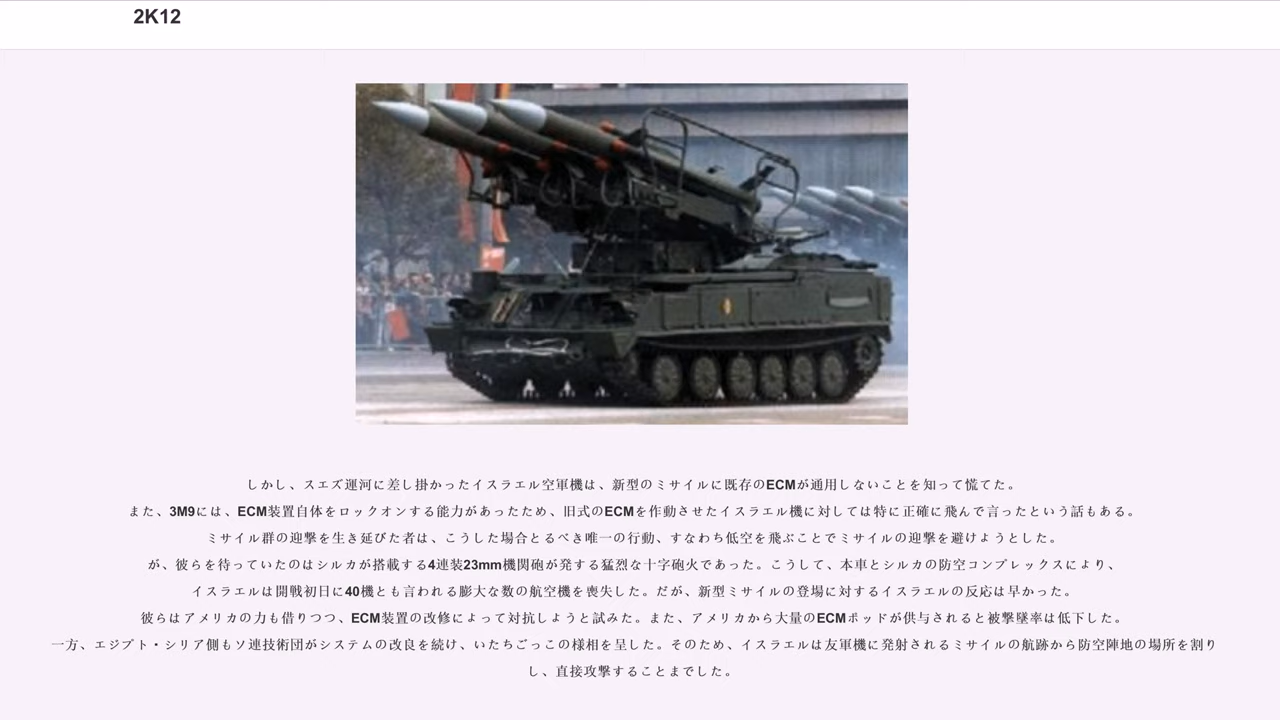 2K12
しかし、スエズ運河に差し掛かったイスラエル空軍機は、新型のミサイルに既存のECMが通用しないことを知って慌てた。
また、3M9には、ECM装置自体をロックオンする能力があったため、旧式のECMを作動させたイスラエル機に対しては特に正確に飛んで言ったという話もある。
ミサイル群の迎撃を生き延びた者は、こうした場合とるべき唯一の行動、すなわち低空を飛ぶことでミサイルの迎撃を避けようとした。
が、彼らを待っていたのはシルカが搭載する4連装23mm機関砲が発する猛烈な十字砲火であった。こうして、本車とシルカの防空コンプレックスにより、
イスラエルは開戦初日に40機とも言われる膨大な数の航空機を喪失した。だが、新型ミサイルの登場に対するイスラエルの反応は早かった。
彼らはアメリカの力も借りつつ、ECM装置の改修によって対抗しようと試みた。また、アメリカから大量のECMポッドが供与されると被撃墜率は低下した。
一方、エジプト・シリア側もソ連技術団がシステムの改良を続け、いたちごっこの様相を呈した。そのため、イスラエルは友軍機に発射されるミサイルの航跡から防空陣地の場所を割り
し、直接攻撃することまでした。